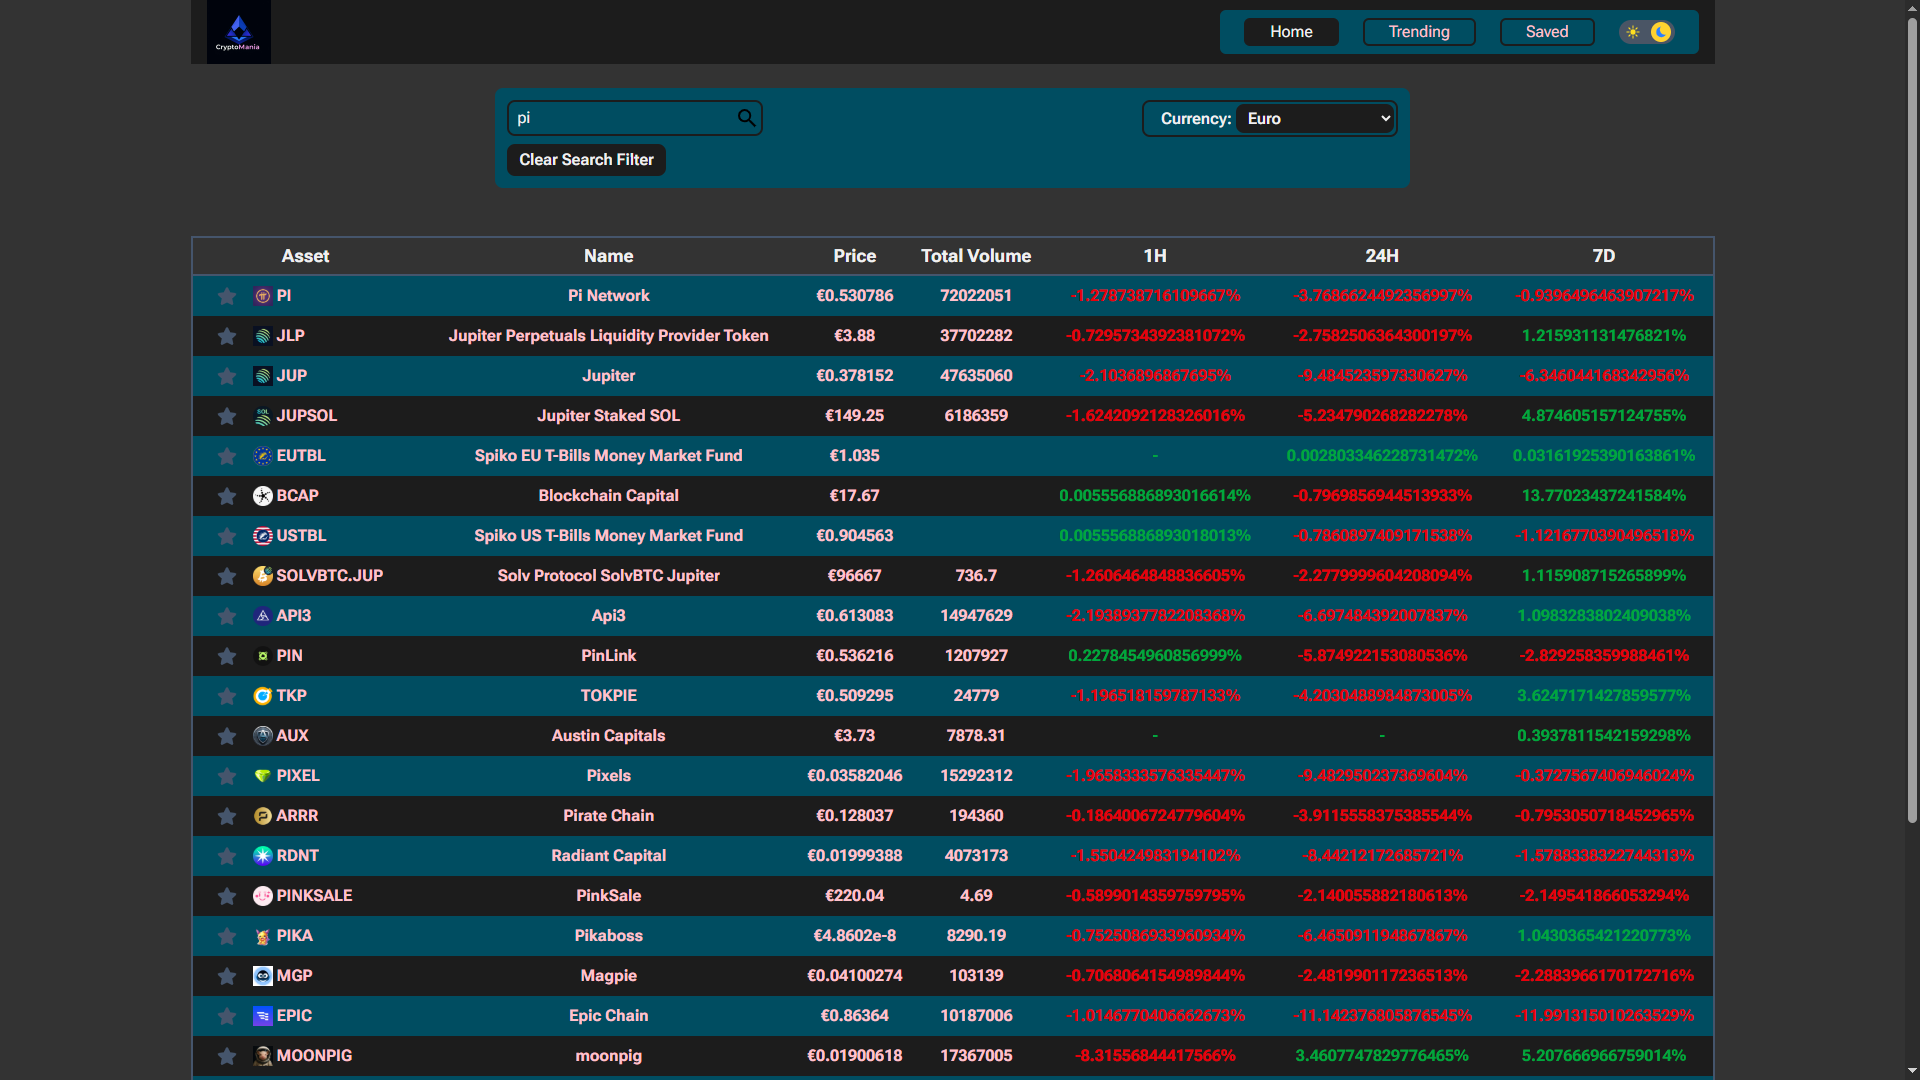 CryptoMania
Home Trending Saved
pi
Currency: Euro
Clear Search Filter
Asset Name Price Total Volume 1H 24H 7D
PI Pi Network €0.530786 72022051 -1.278738716109667% -3.7686624492356997% -0.9396496463907217%
JLP Jupiter Perpetuals Liquidity Provider Token €3.88 37702282 -0.7295734392381072% -2.7582506364300197% 1.215931131476821%
JUP Jupiter €0.378152 47635060 -2.1036896867695% -9.484523597330627% -6.346044168342956%
JUPSOL Jupiter Staked SOL €149.25 6186359 -1.6242092128326016% -5.234790268282278% 4.874605157124755%
EUTBL Spiko EU T-Bills Money Market Fund €1.035 - 0.002803346228731472% 0.03161925390163861%
BCAP Blockchain Capital €17.67 0.005556886893016614% -0.7969856944513933% 13.77023437241584%
USTBL Spiko US T-Bills Money Market Fund €0.904563 0.005556886893018013% -0.7860897409171538% -1.1216770390496518%
SOLVBTC.JUP Solv Protocol SolvBTC Jupiter €96667 736.7 -1.2606464848836605% -2.2779999604208094% 1.115908715265899%
API3 Api3 €0.613083 14947629 -2.1938937782208368% -6.697484392007837% 1.0983283802409038%
PIN PinLink €0.536216 1207927 0.2278454960856999% -5.874922153080536% -2.829258359988461%
TKP TOKPIE €0.509295 24779 -1.196518159787133% -4.2030488984873005% 3.6247171427859577%
AUX Austin Capitals €3.73 7878.31 - - 0.3937811542159298%
PIXEL Pixels €0.03582046 15292312 -1.9658333576335447% -9.482950237369604% -0.3727567406946024%
ARRR Pirate Chain €0.128037 194360 -0.1864006724779604% -3.9115558375385544% -0.7953050718452965%
RDNT Radiant Capital €0.01999388 4073173 -1.550424983194102% -8.44212172685721% -1.5788338322744313%
PINKSALE PinkSale €220.04 4.69 -0.5899014359759795% -2.140055882180613% -2.149541866053294%
PIKA Pikaboss €4.8602e-8 8290.19 -0.7525086933960934% -6.465091194867867% 1.0430365421220773%
MGP Magpie €0.04100274 103139 -0.7068064154989844% -2.481990117236513% -2.2883966170172716%
EPIC Epic Chain €0.86364 10187006 -1.0146770406662673% -11.142376805876545% -11.991315010263529%
MOONPIG moonpig €0.01900618 17367005 -8.31556844417566% 3.4607747829776465% 5.207666966759014%